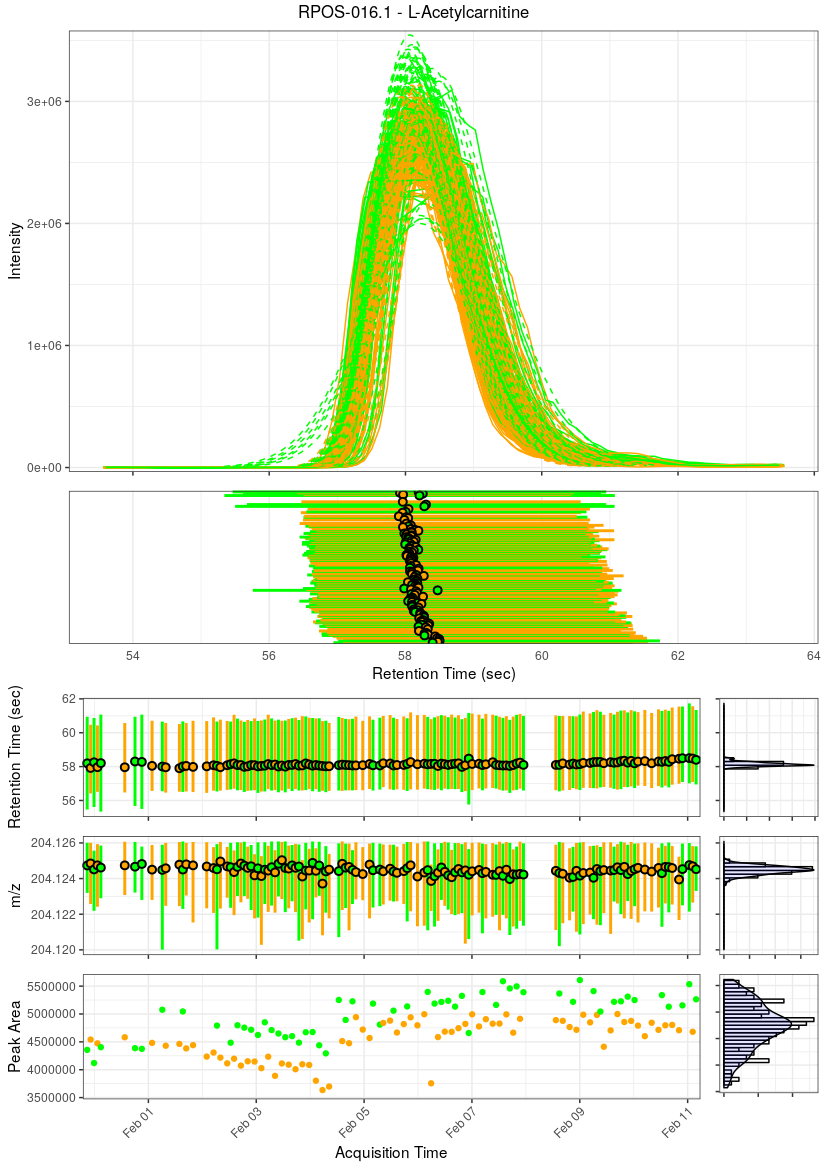 RPOS-016.1 - L-Acetylcarnitine
Intensity
3e+06
2e+06
1e+06
0e+00
54 56 58 60 62 64
Retention Time (sec)
Retention Time (sec)
62
60
58
56
m/z
204.126
204.124
204.122
204.120
Peak Area
5500000
5000000
4500000
4000000
3500000
Feb 01 Feb 03 Feb 05 Feb 07 Feb 09 Feb 11
Acquisition Time